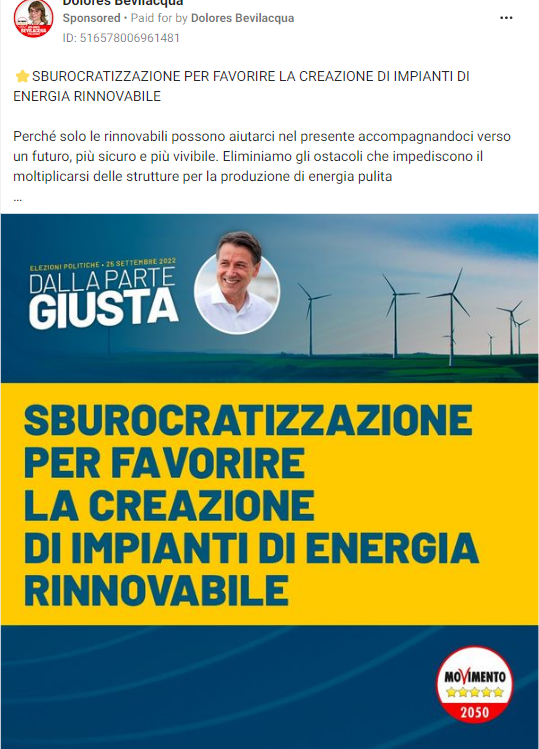 Dolores Bevilacqua
Sponsored • Paid for by Dolores Bevilacqua
ID: 516578006961481
⭐SBUROCRATIZZAZIONE PER FAVORIRE LA CREAZIONE DI IMPIANTI DI
ENERGIA RINNOVABILE
Perché solo le rinnovabili possono aiutarci nel presente accompagnandoci verso
un futuro, più sicuro e più vivibile. Eliminiamo gli ostacoli che impediscono il
moltiplicarsi delle strutture per la produzione di energia pulita
...
ELEZIONI POLITICHE • 25 SETTEMBRE 2022
DALLA PARTE
GIUSTA
SBUROCRATIZZAZIONE
PER FAVORIRE
LA CREAZIONE
DI IMPIANTI DI ENERGIA
RINNOVABILE
MOVIMENTO
2050